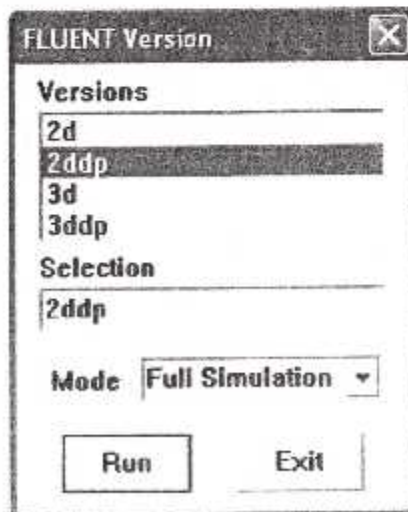 FLUENT Version
Versions
2d
2ddp
3d
3ddp
Selection
2ddp
Mode Full Simulation
Run Exit